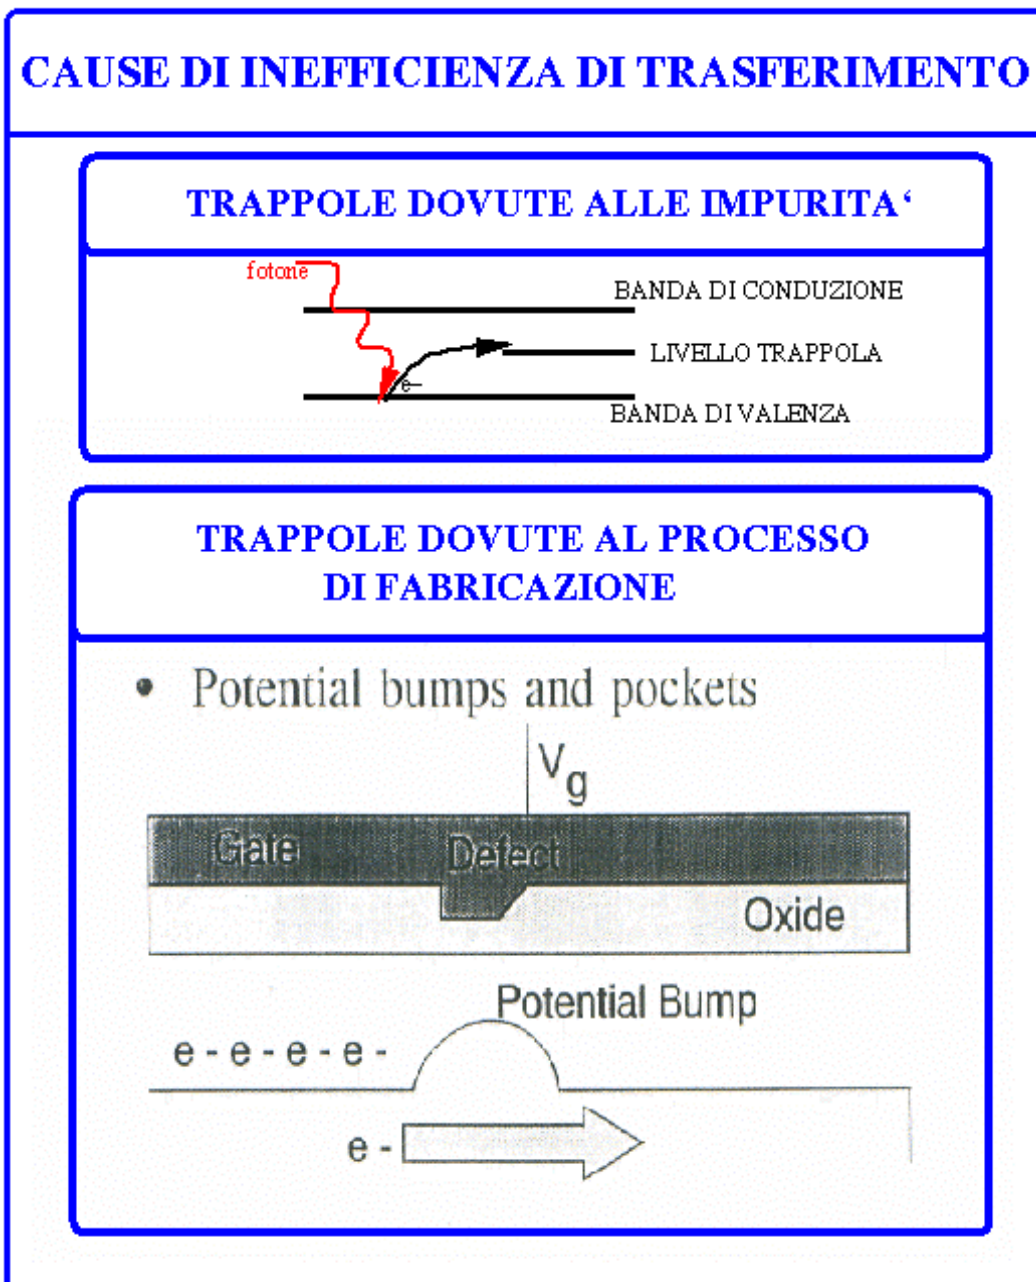 CAUSE DI INEFFICIENZA DI TRASFERIMENTO
TRAPPOLE DOVUTE ALLE IMPURITA‘
fotone
BANDA DI CONDUZIONE
LIVELLO TRAPPOLA
e-
BANDA DI VALENZA
TRAPPOLE DOVUTE AL PROCESSO
DI FABRICAZIONE
• Potential bumps and pockets
Vg
Gate
Defect
Oxide
Potential Bump
e - e - e - e -
e -